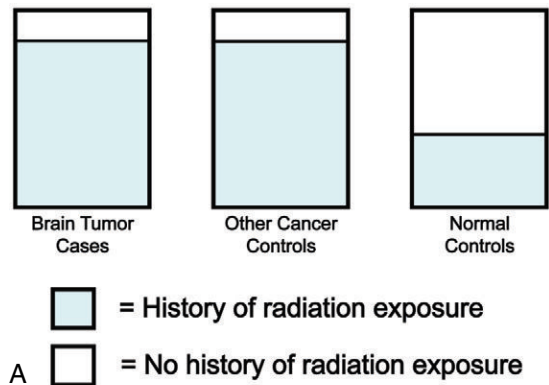 Brain Tumor
Cases
Other Cancer
Controls
Normal
Controls
= History of radiation exposure
= No history of radiation exposure
A